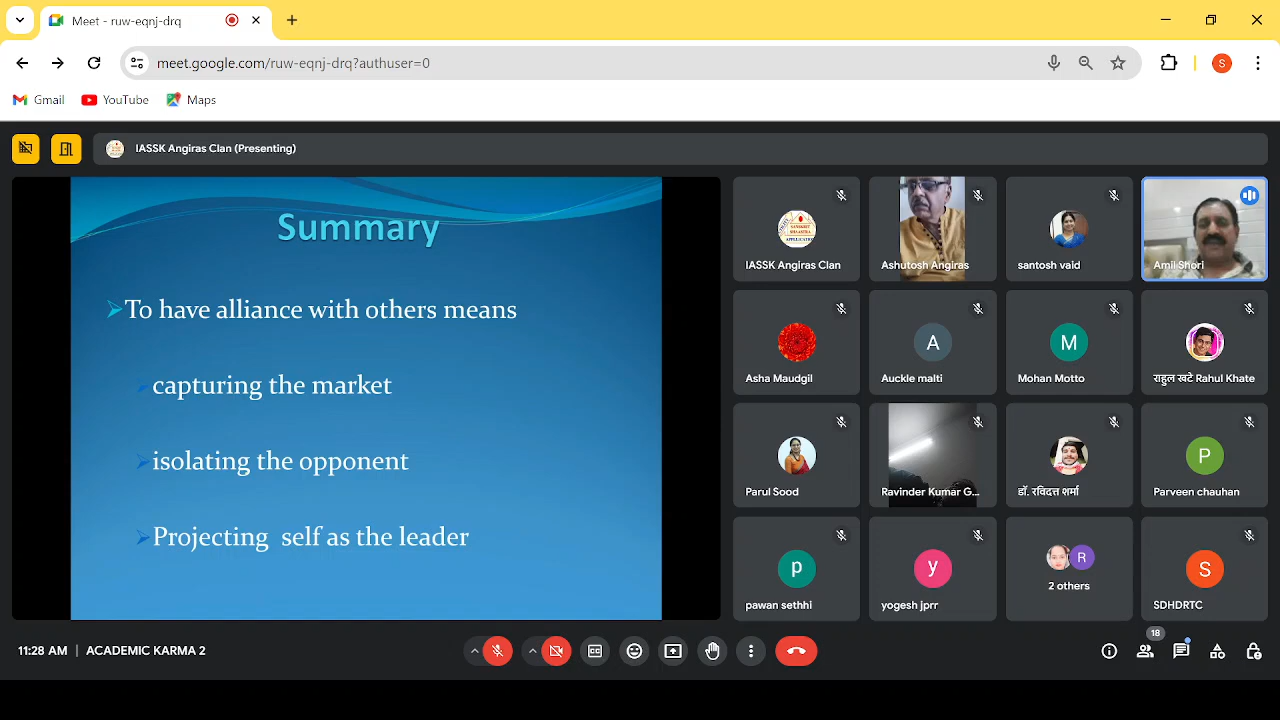 Meet - ruw-eqnj-drq
meet.google.com/ruw-eqnj-drq?authuser=0
S
Gmail
YouTube
Maps
IASSK Angiras Clan (Presenting)
Summary
To have alliance with others means
capturing the market
isolating the opponent
Projecting self as the leader
SANSKRIT
SHAASTRA
APPLICATION
IASSK Angiras Clan
Ashutosh Angiras
santosh vaid
Amil Shori
Asha Maudgil
A
Auckle malti
M
Mohan Motto
राहुल खटे Rahul Khate
Parul Sood
Ravinder Kumar G...
डॉ. रविदत्त शर्मा
P
Parveen chauhan
p
pawan sethhi
y
yogesh jprr
R
2 others
S
SDHDRTC
11:28 AM | ACADEMIC KARMA 2
CC
18